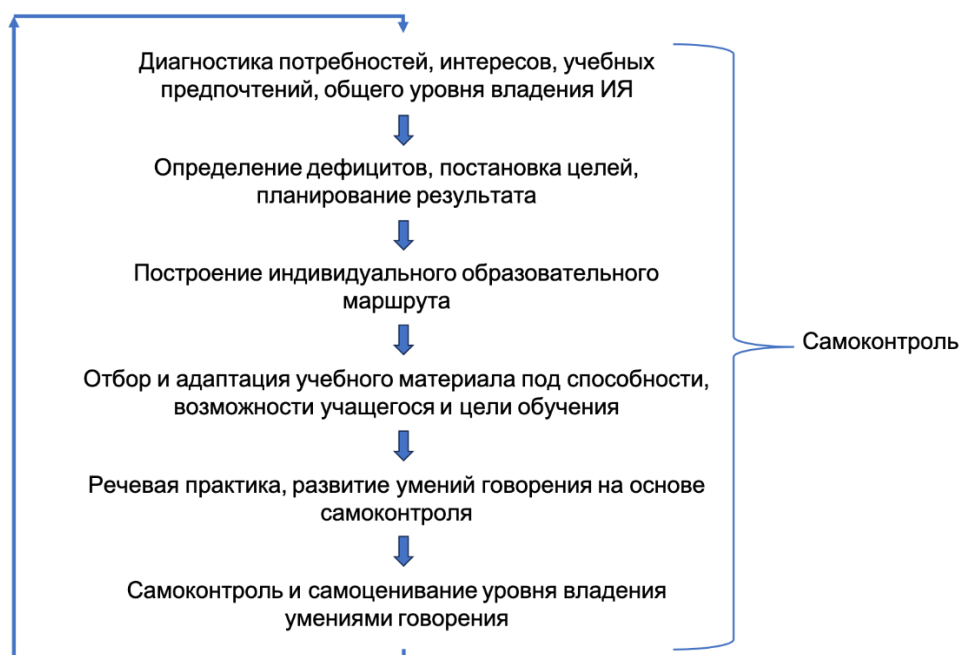 Диагностика потребностей, интересов, учебных
предпочтений, общего уровня владения ИЯ
Определение дефицитов, постановка целей,
планирование результата
Построение индивидуального образовательного
маршрута
Отбор и адаптация учебного материала под способности,
возможности учащегося и цели обучения
Речевая практика, развитие умений говорения на основе
самоконтроля
Самоконтроль и самоценивание уровня владения
умениями говорения
Самоконтроль